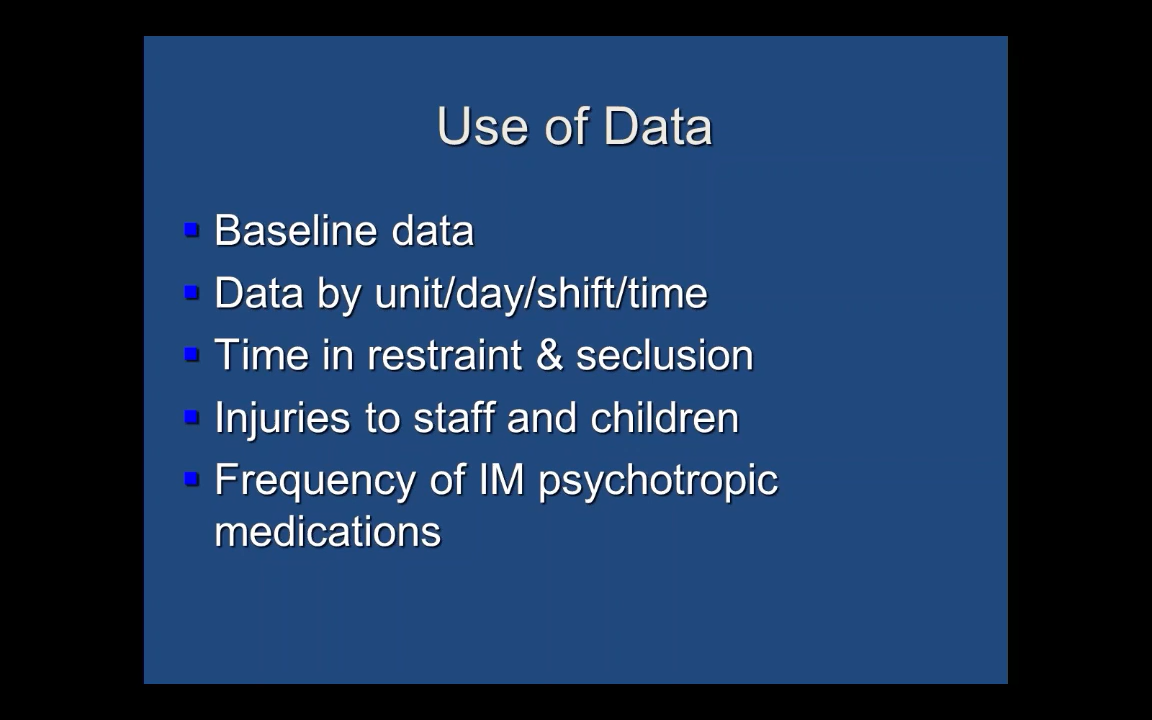 Use of Data
Baseline data
Data by unit/day/shift/time
Time in restraint & seclusion
Injuries to staff and children
Frequency of IM psychotropic
medications